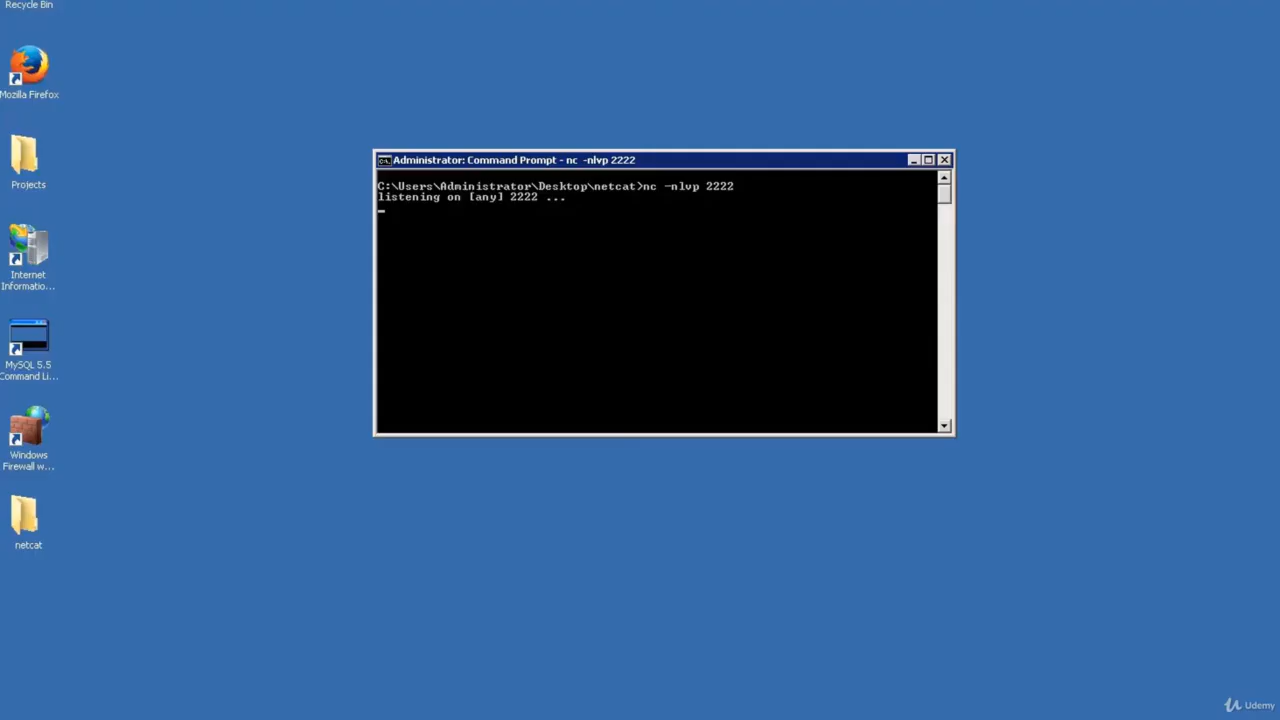 Recycle Bin
Mozilla Firefox
Projects
Internet
Informatio...
MySQL 5.5
Command Li...
Windows
Firewall w...
netcat
Administrator: Command Prompt - nc -nlvp 2222
C:\Users\Administrator\Desktop\netcat>nc -nlvp 2222
listening on [any] 2222 ...
Udemy